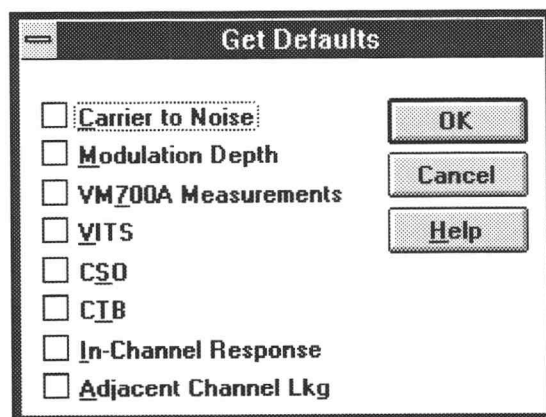 Get Defaults
Carrier to Noise
Modulation Depth
VM700A Measurements
VITS
CSO
CTB
In-Channel Response
Adjacent Channel Lkg
OK
Cancel
Help